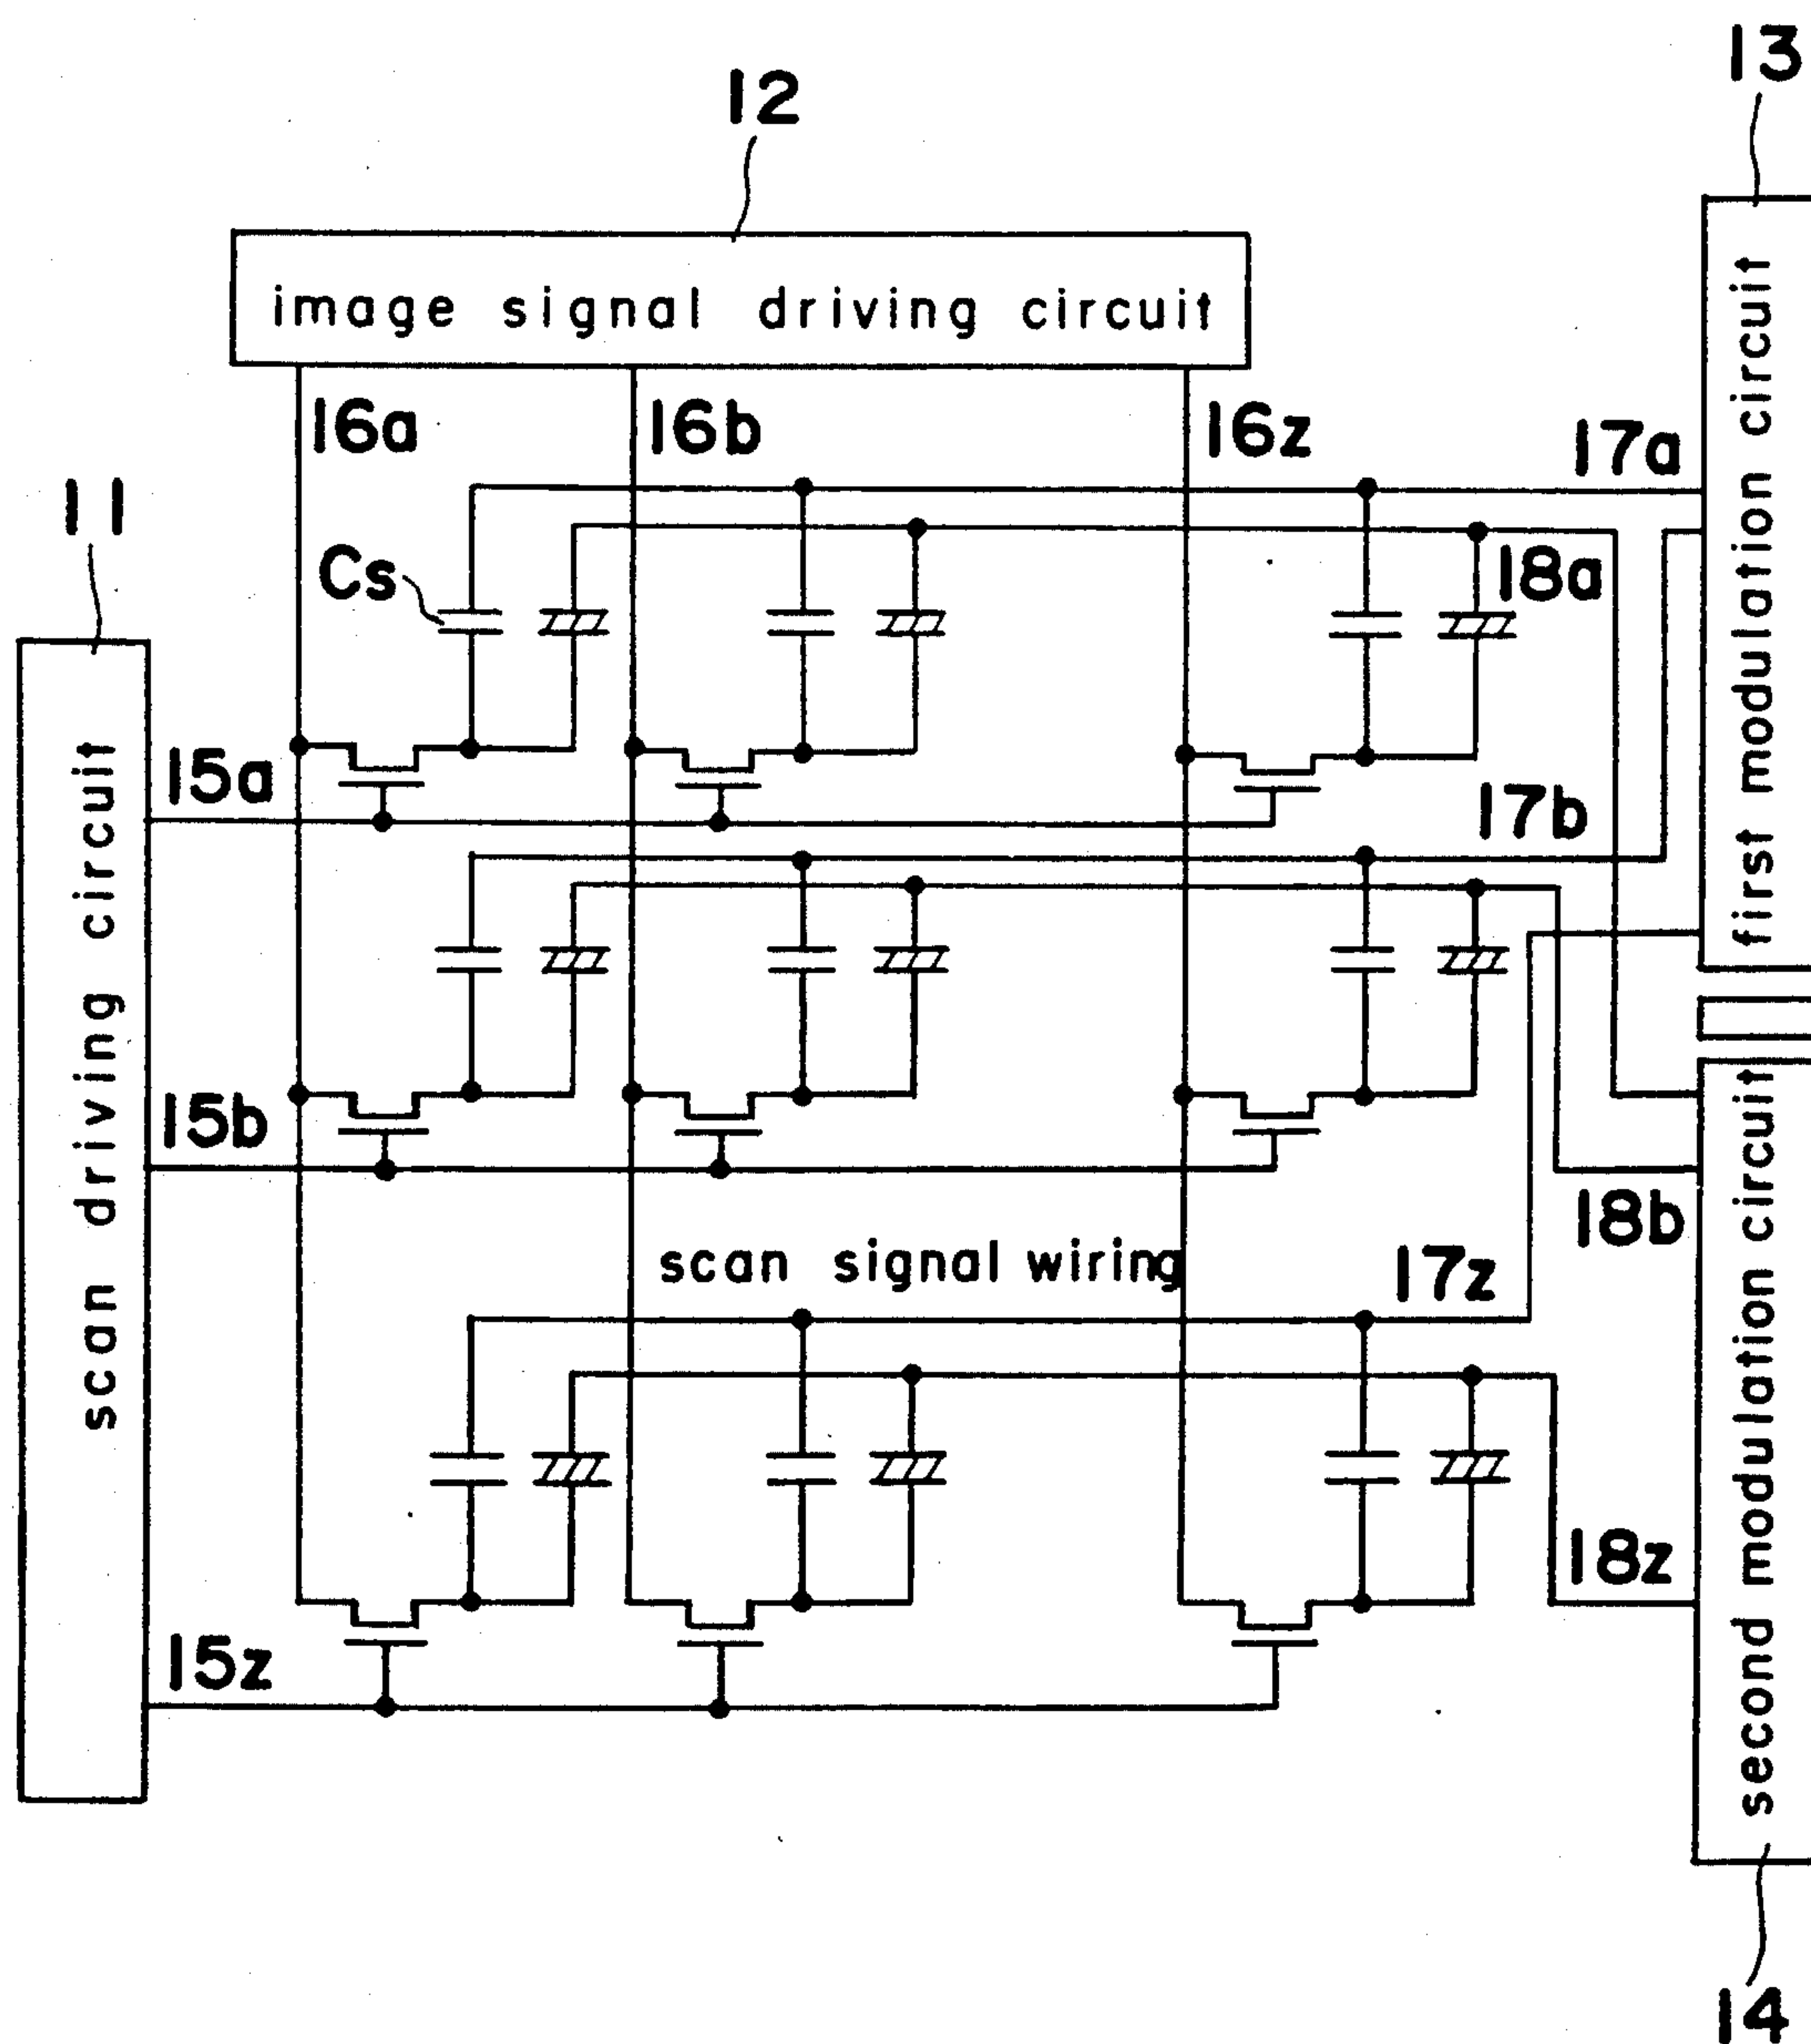 13
12
image signal driving circuit
16a
16b
16z
17a
11
Cs
18a
first modulation circuit
scan driving circuit
15a
17b
15b
18b
scan signal wiring
17z
second modulation circuit
18z
15z
14